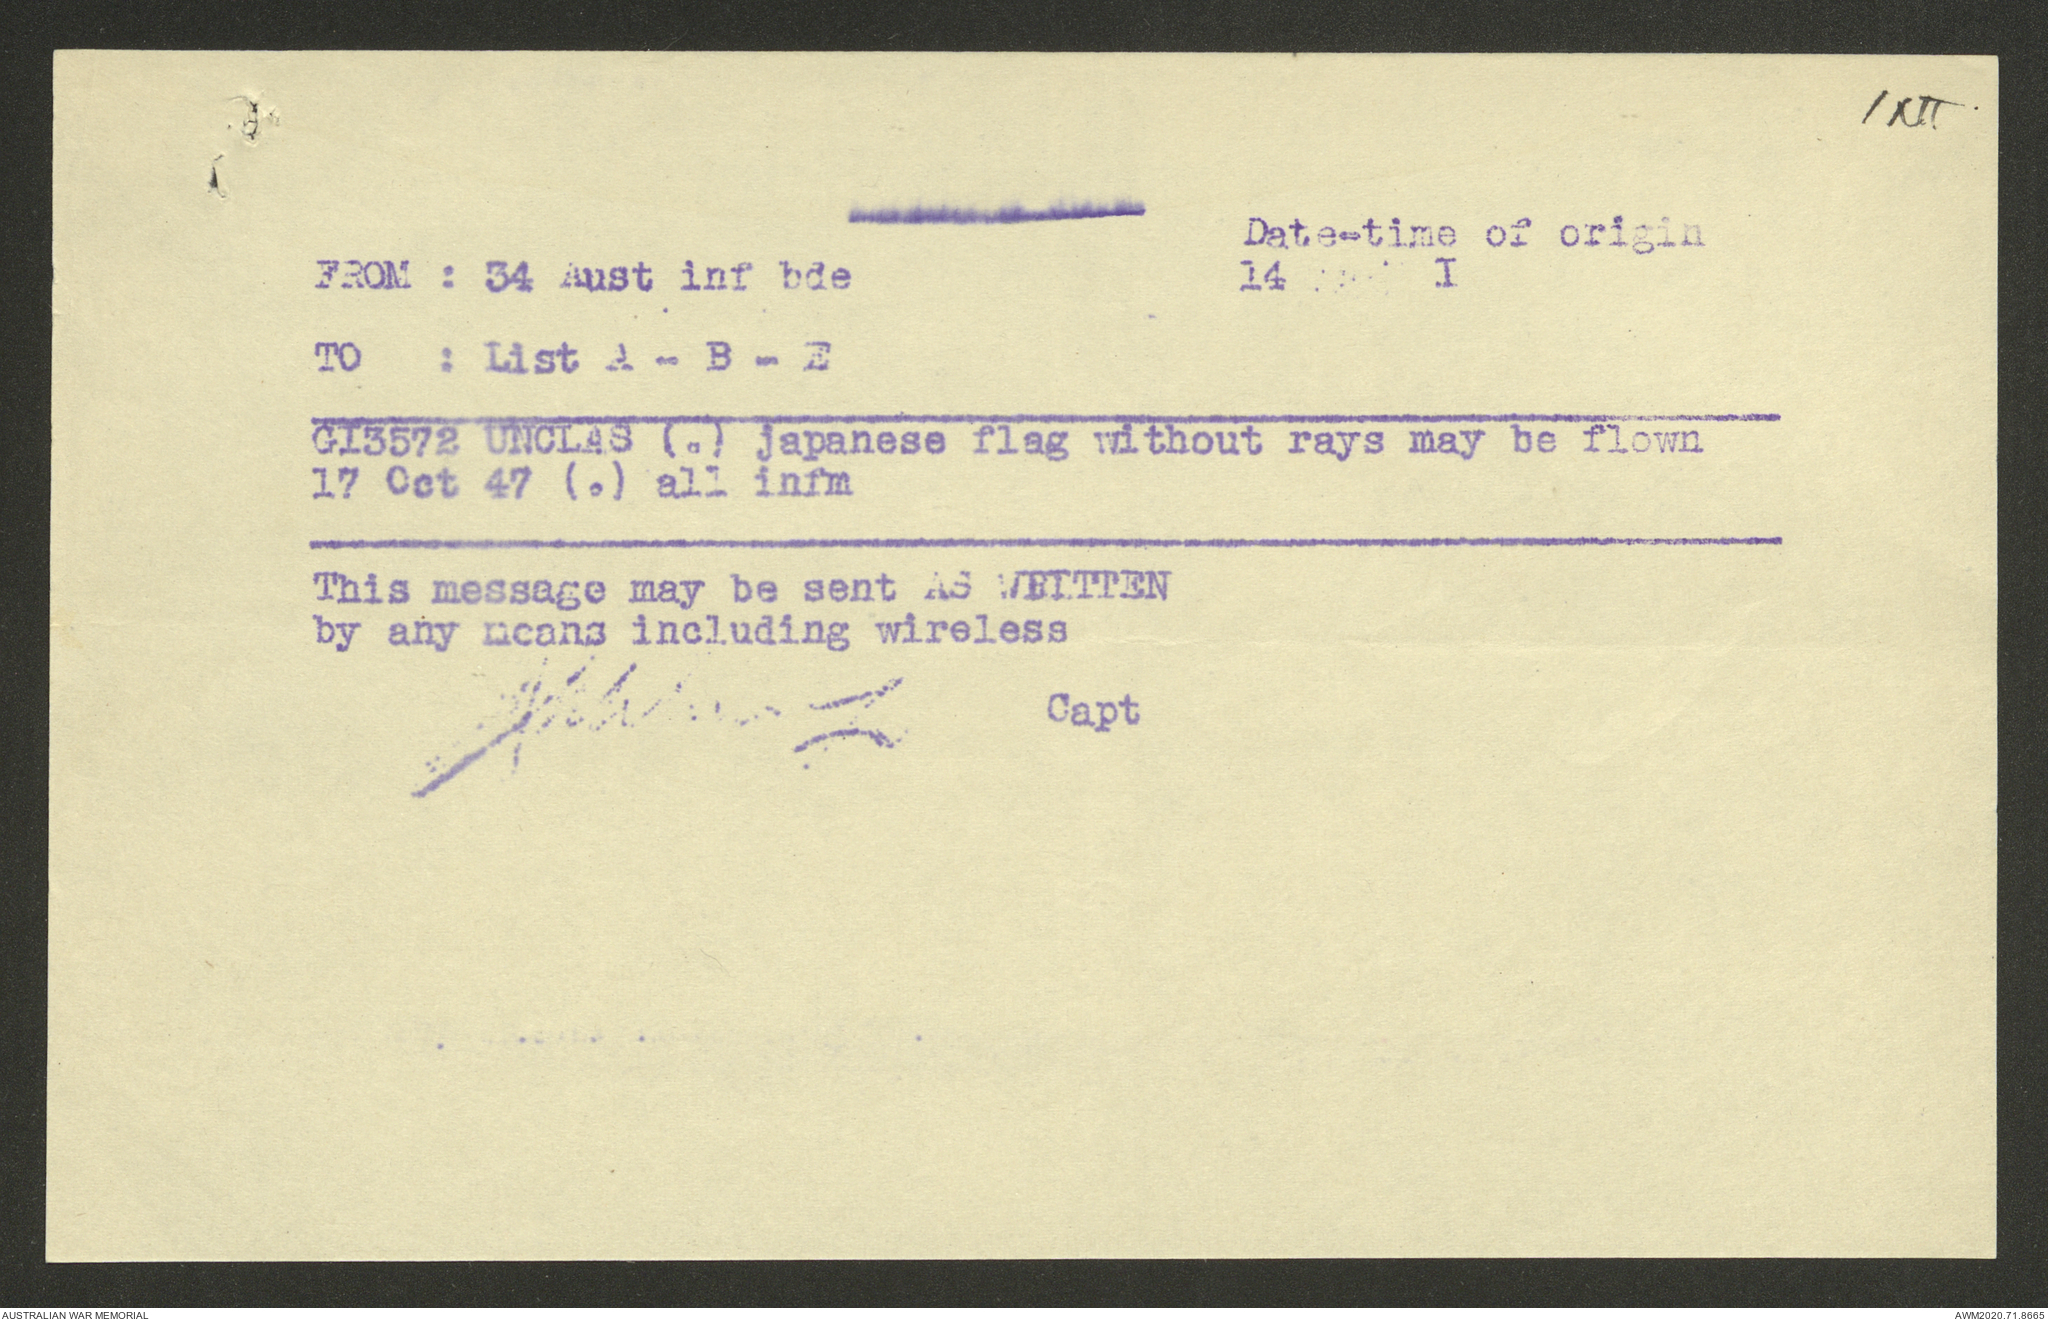 Date-time of origin
FROM : 34 Aust inf bde
14 I
TO : List A - B - E
GI3572 UNCLAS (.) japanese flag without rays may be flown
17 Oct 47 (.) all infm
This message may be sent AS WRITTEN
by any means including wireless
Capt
AUSTRALIAN WAR MEMORIAL
AWM2020.71.8665